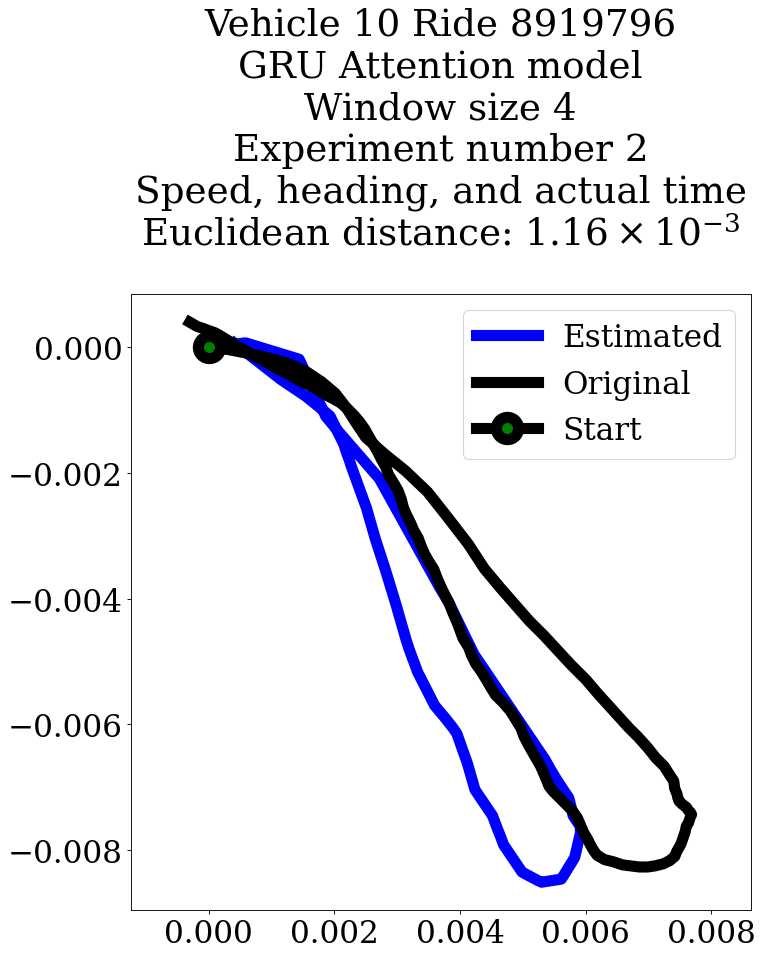 Vehicle 10 Ride 8919796
GRU Attention model
Window size 4
Experiment number 2
Speed, heading, and actual time
Euclidean distance: 1.16 × 10⁻³
Estimated
Original
Start
0.000
−0.002
−0.004
−0.006
−0.008
0.000 0.002 0.004 0.006 0.008